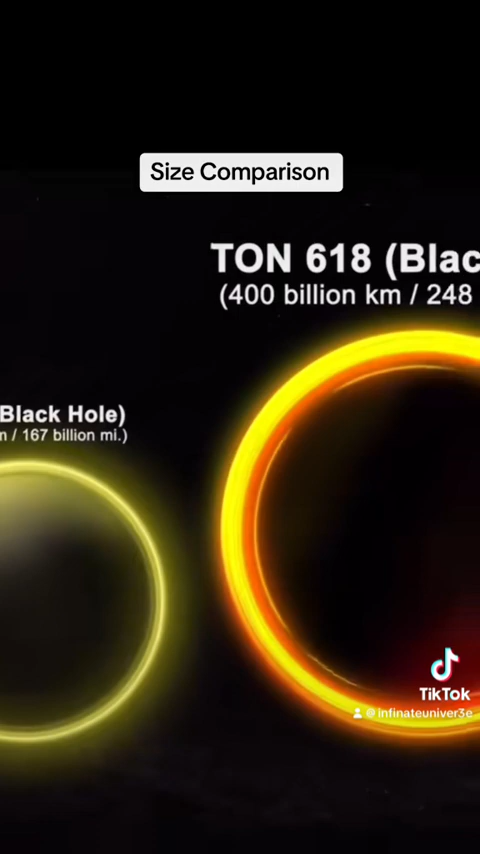 Size Comparison
TON 618 (Blac
(400 billion km / 248
Black Hole)
/ 167 billion mi.)
TikTok
@infinateuniver3e